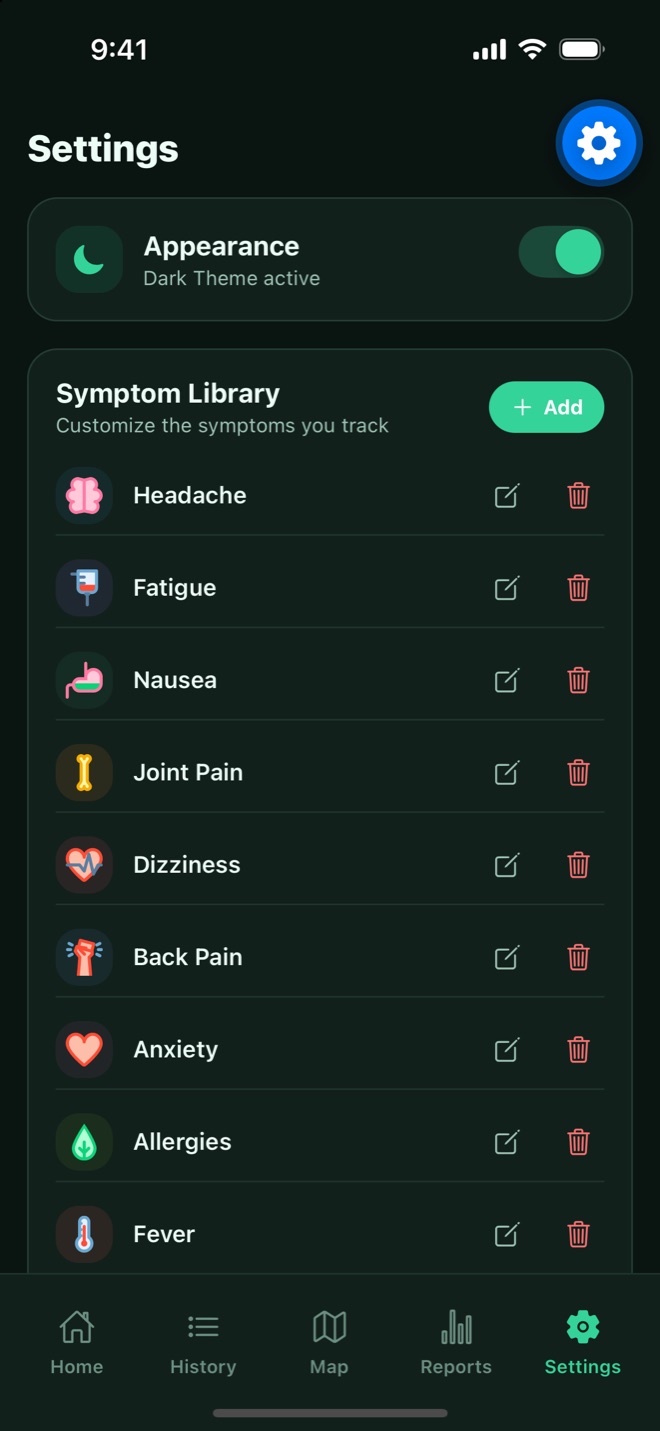 9:41
Settings
Appearance
Dark Theme active
Symptom Library
Customize the symptoms you track
+ Add
Headache
Fatigue
Nausea
Joint Pain
Dizziness
Back Pain
Anxiety
Allergies
Fever
Home History Map Reports Settings